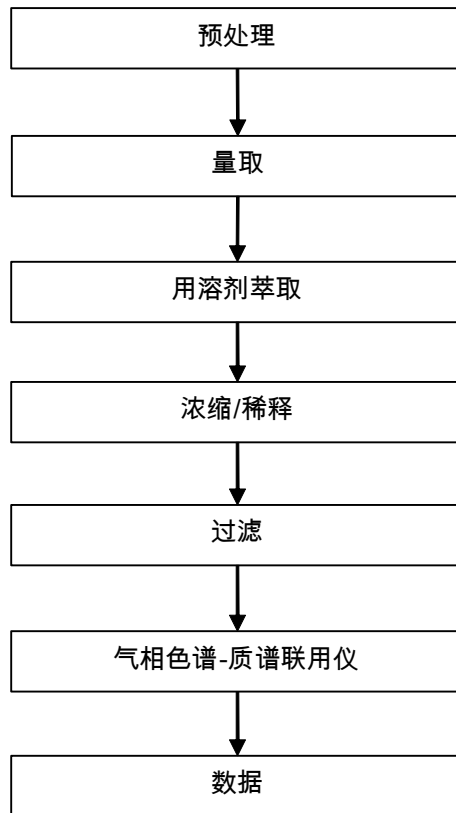 预处理
量取
用溶剂萃取
浓缩/稀释
过滤
气相色谱-质谱联用仪
数据